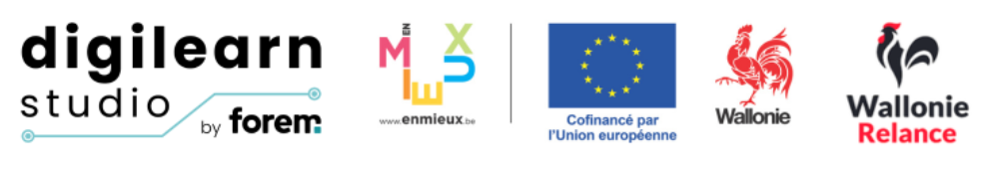 digilearn
studio
by forem
EN
MIEUX
www.enmieux.be
Cofinancé par
l'Union européenne
Wallonie
Wallonie
Relance